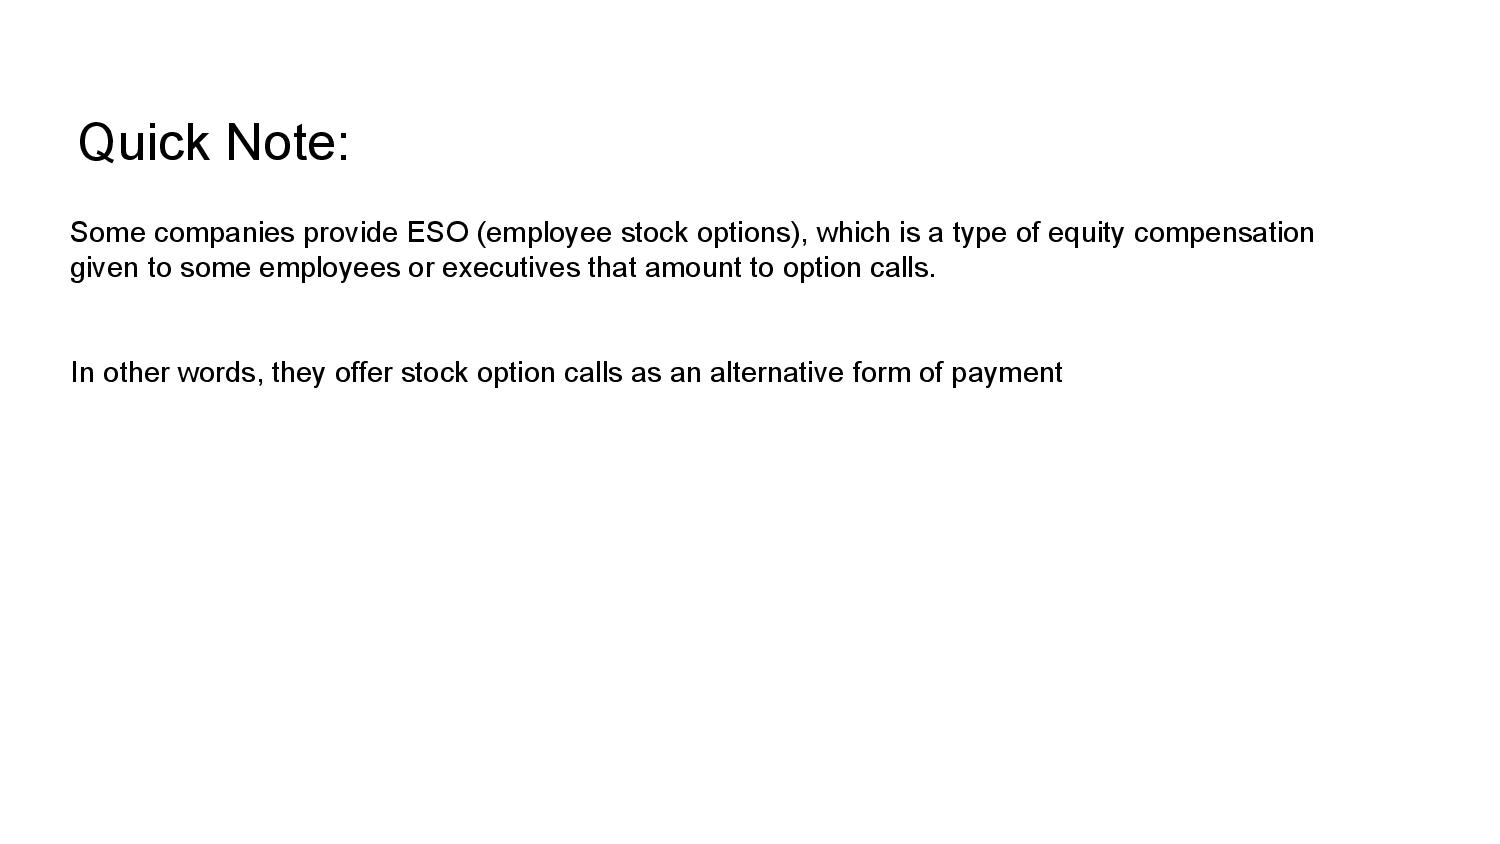 Quick Note:
Some companies provide ESO (employee stock options), which is a type of equity compensation
given to some employees or executives that amount to option calls.
In other words, they offer stock option calls as an alternative form of payment